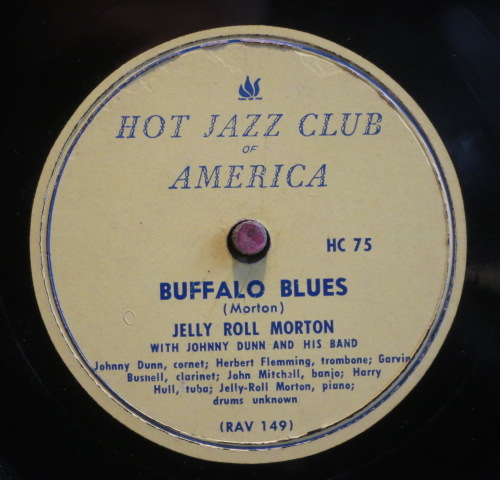 HOT JAZZ CLUB
OF
AMERICA
HC 75
BUFFALO BLUES
(Morton)
JELLY ROLL MORTON
WITH JOHNNY DUNN AND HIS BAND
Johnny Dunn, cornet; Herbert Flemming, trombone; Garvin
Busnell, clarinet; John Mitchell, banjo; Harry
Hull, tuba; Jelly-Roll Morton, piano;
drums unknown
(RAV 149)